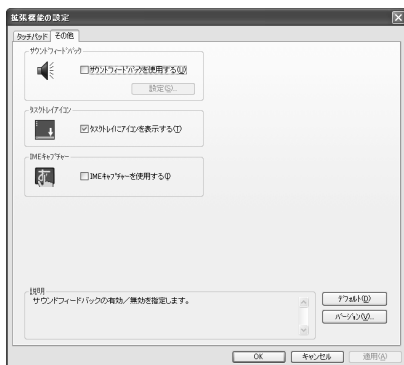 拡張機能の設定
タッチパッド その他
サウンドフィードバック
サウンドフィードバックを使用する(U)
設定(S)...
タスクトレイアイコン
タスクトレイにアイコンを表示する(T)
IMEキャプチャー
IMEキャプチャーを使用する(I)
説明
サウンドフィードバックの有効/無効を指定します。
デフォルト(D)
バージョン(V)...
OK キャンセル 適用(A)